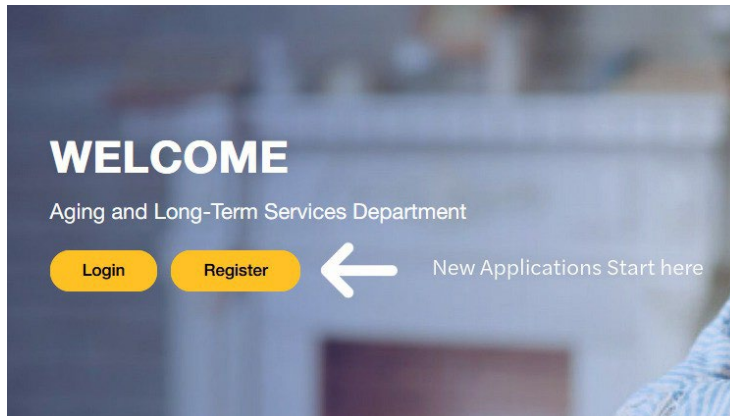 WELCOME
Aging and Long-Term Services Department
Login Register New Applications Start here